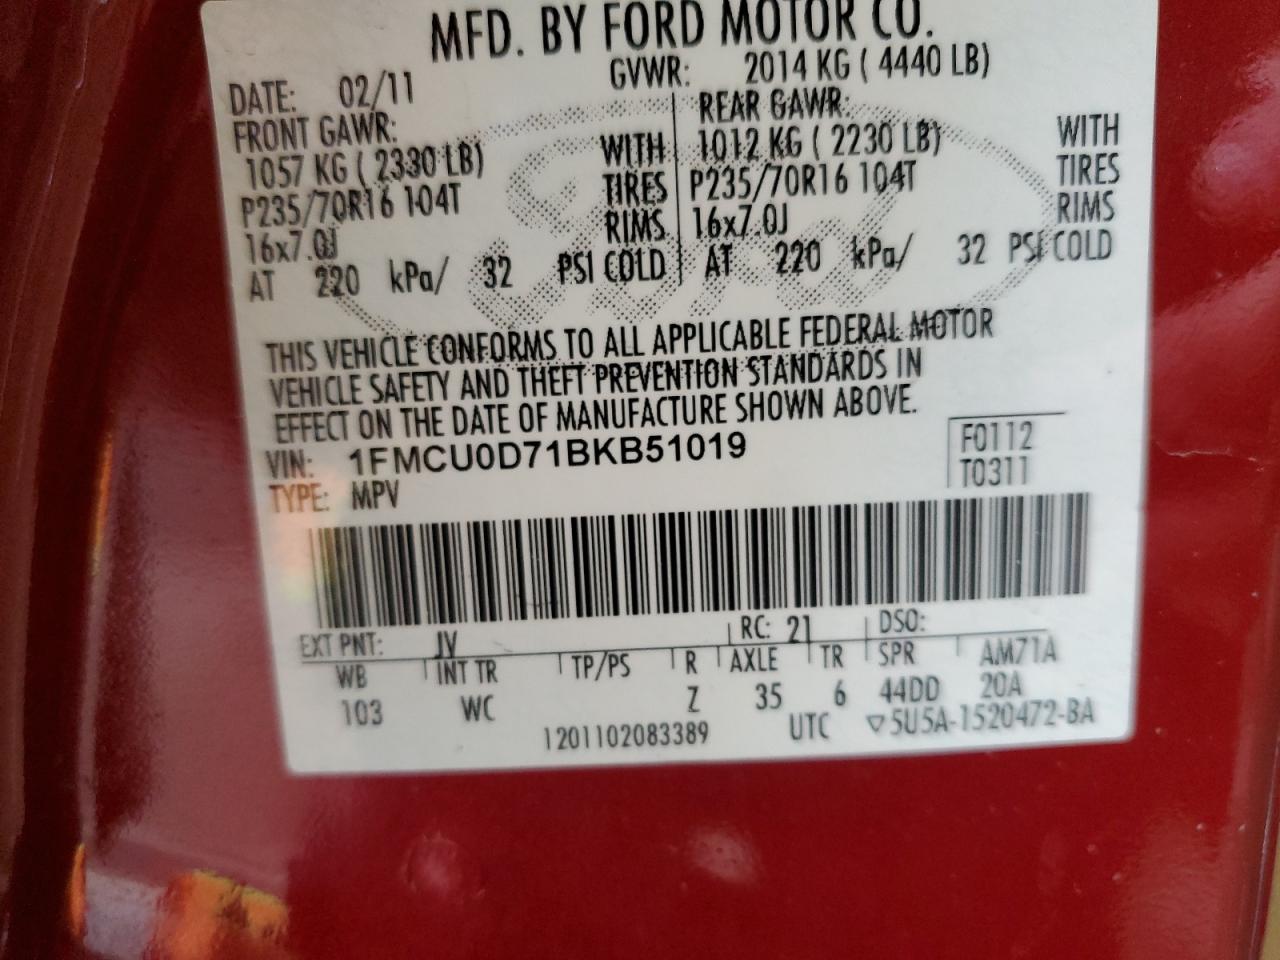 MFD. BY FORD MOTOR CO.
DATE: 02/11 GVWR: 2014 KG ( 4440 LB)
FRONT GAWR: REAR GAWR:
1057 KG ( 2330 LB) WITH 1012 KG ( 2230 LB) WITH
P235/70R16 104T TIRES P235/70R16 104T TIRES
16x7.0J RIMS 16x7.0J RIMS
AT 220 kPa/ 32 PSI COLD AT 220 kPa/ 32 PSI COLD
THIS VEHICLE CONFORMS TO ALL APPLICABLE FEDERAL MOTOR
VEHICLE SAFETY AND THEFT PREVENTION STANDARDS IN
EFFECT ON THE DATE OF MANUFACTURE SHOWN ABOVE.
VIN: 1FMCU0D71BKB51019 F0112
TYPE: MPV T0311
EXT PNT: JV RC: 21 DSO:
WB INT TR TP/PS R AXLE TR SPR AM71A
103 WC Z 35 6 44DD 20A
1201102083389 UTC ▽5U5A-1520472-BA